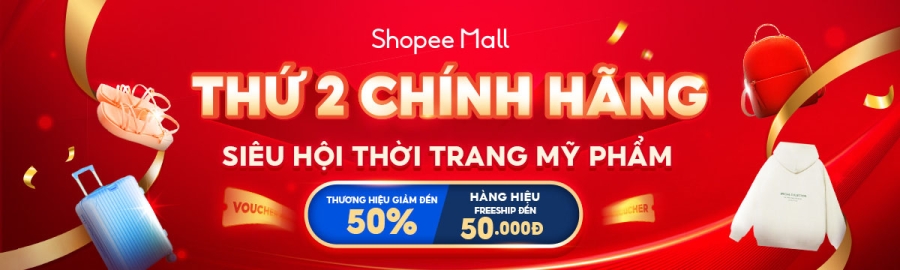 Shopee Mall
THỨ 2 CHÍNH HÃNG
SIÊU HỘI THỜI TRANG MỸ PHẨM
VOUCHER
THƯƠNG HIỆU GIẢM ĐẾN
50%
HÀNG HIỆU
FREESHIP ĐẾN
50.000Đ
VOUCHER